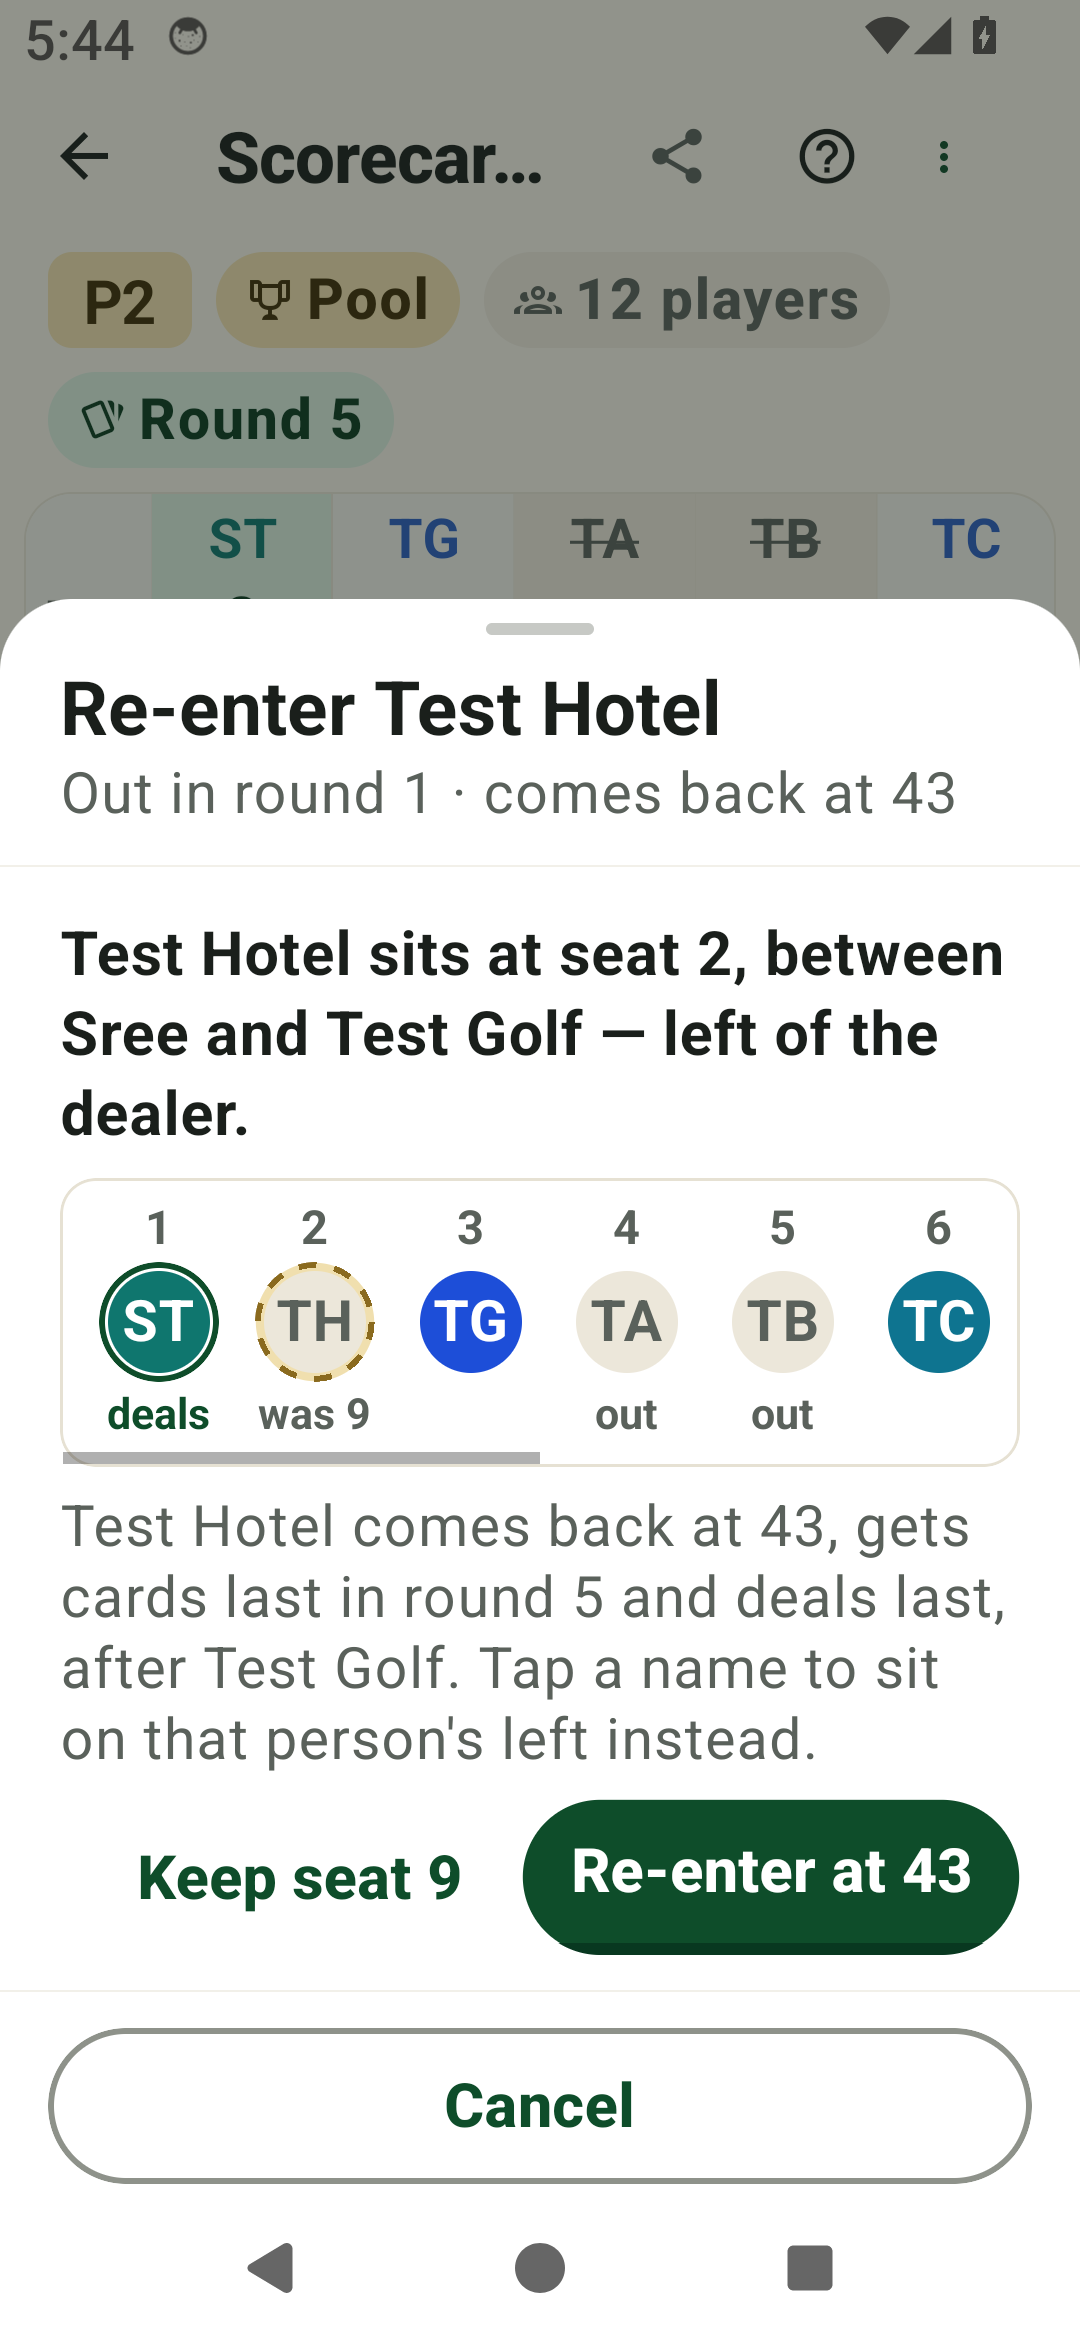 5:44
Scorecar...
P2
Pool
12 players
Round 5
ST TG TA TB TC
Re-enter Test Hotel
Out in round 1 · comes back at 43
Test Hotel sits at seat 2, between
Sree and Test Golf — left of the
dealer.
1 2 3 4 5 6
ST TH TG TA TB TC
deals was 9 out out
Test Hotel comes back at 43, gets
cards last in round 5 and deals last,
after Test Golf. Tap a name to sit
on that person's left instead.
Keep seat 9
Re-enter at 43
Cancel